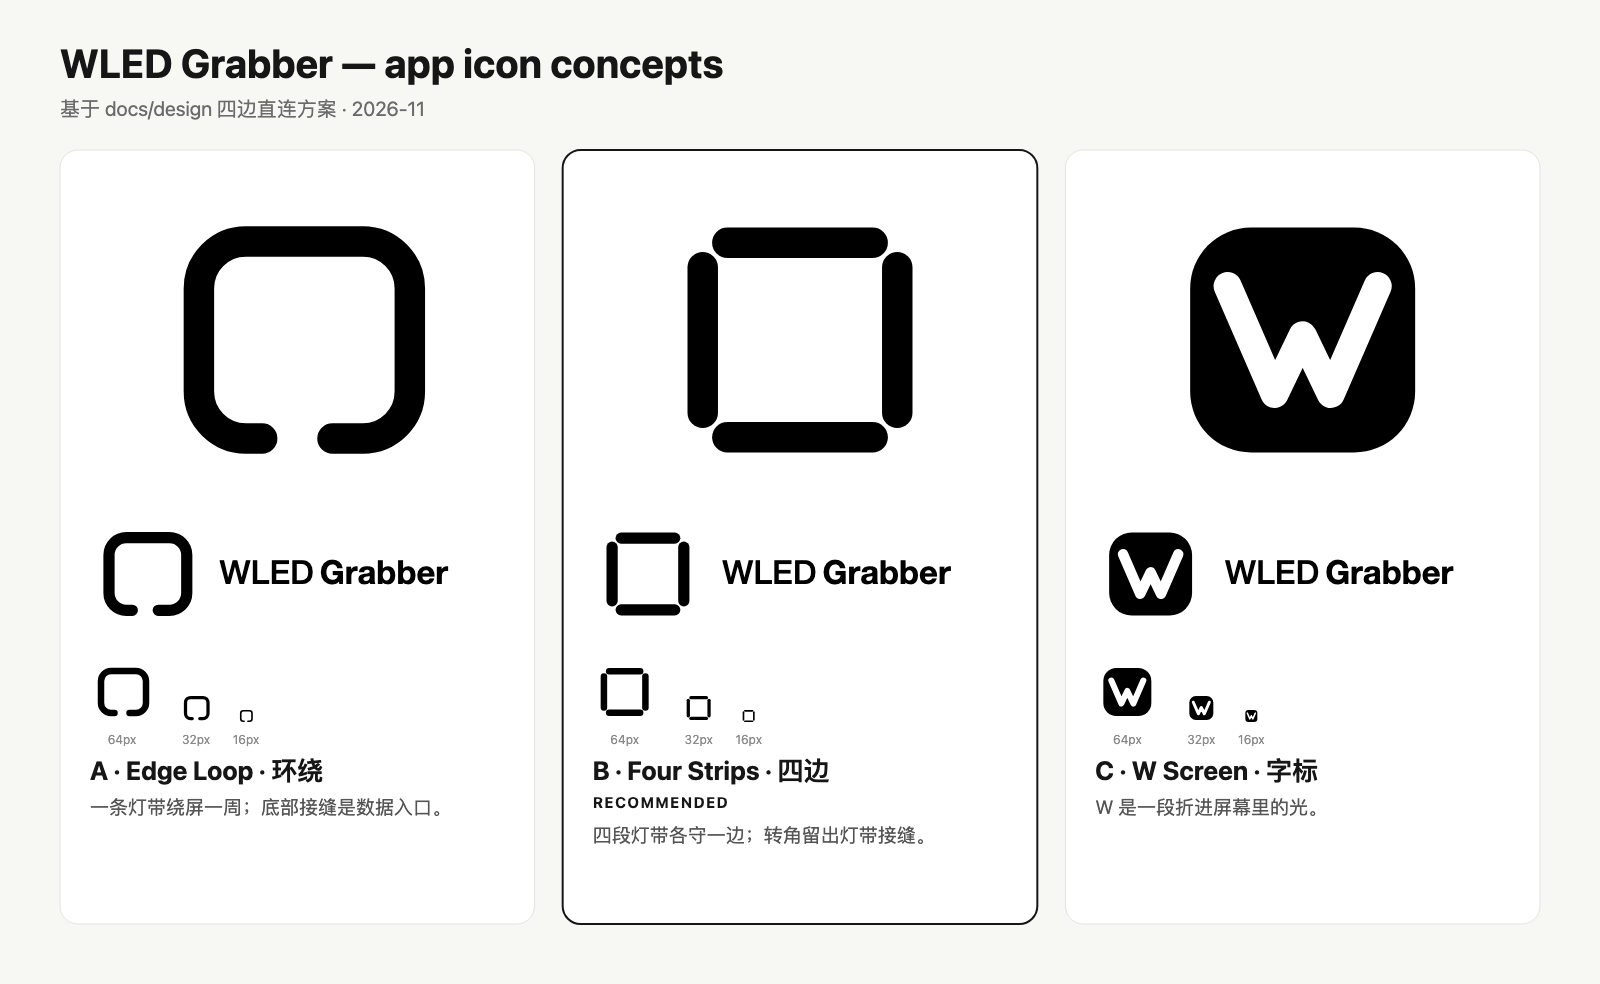 WLED Grabber — app icon concepts
基于 docs/design 四边直连方案 · 2026-11
W
WLED Grabber
64px 32px 16px
A · Edge Loop · 环绕
一条灯带绕屏一周；底部接缝是数据入口。
WLED Grabber
64px 32px 16px
B · Four Strips · 四边
RECOMMENDED
四段灯带各守一边；转角留出灯带接缝。
W
W
WLED Grabber
W
W
W
64px 32px 16px
C · W Screen · 字标
W 是一段折进屏幕里的光。